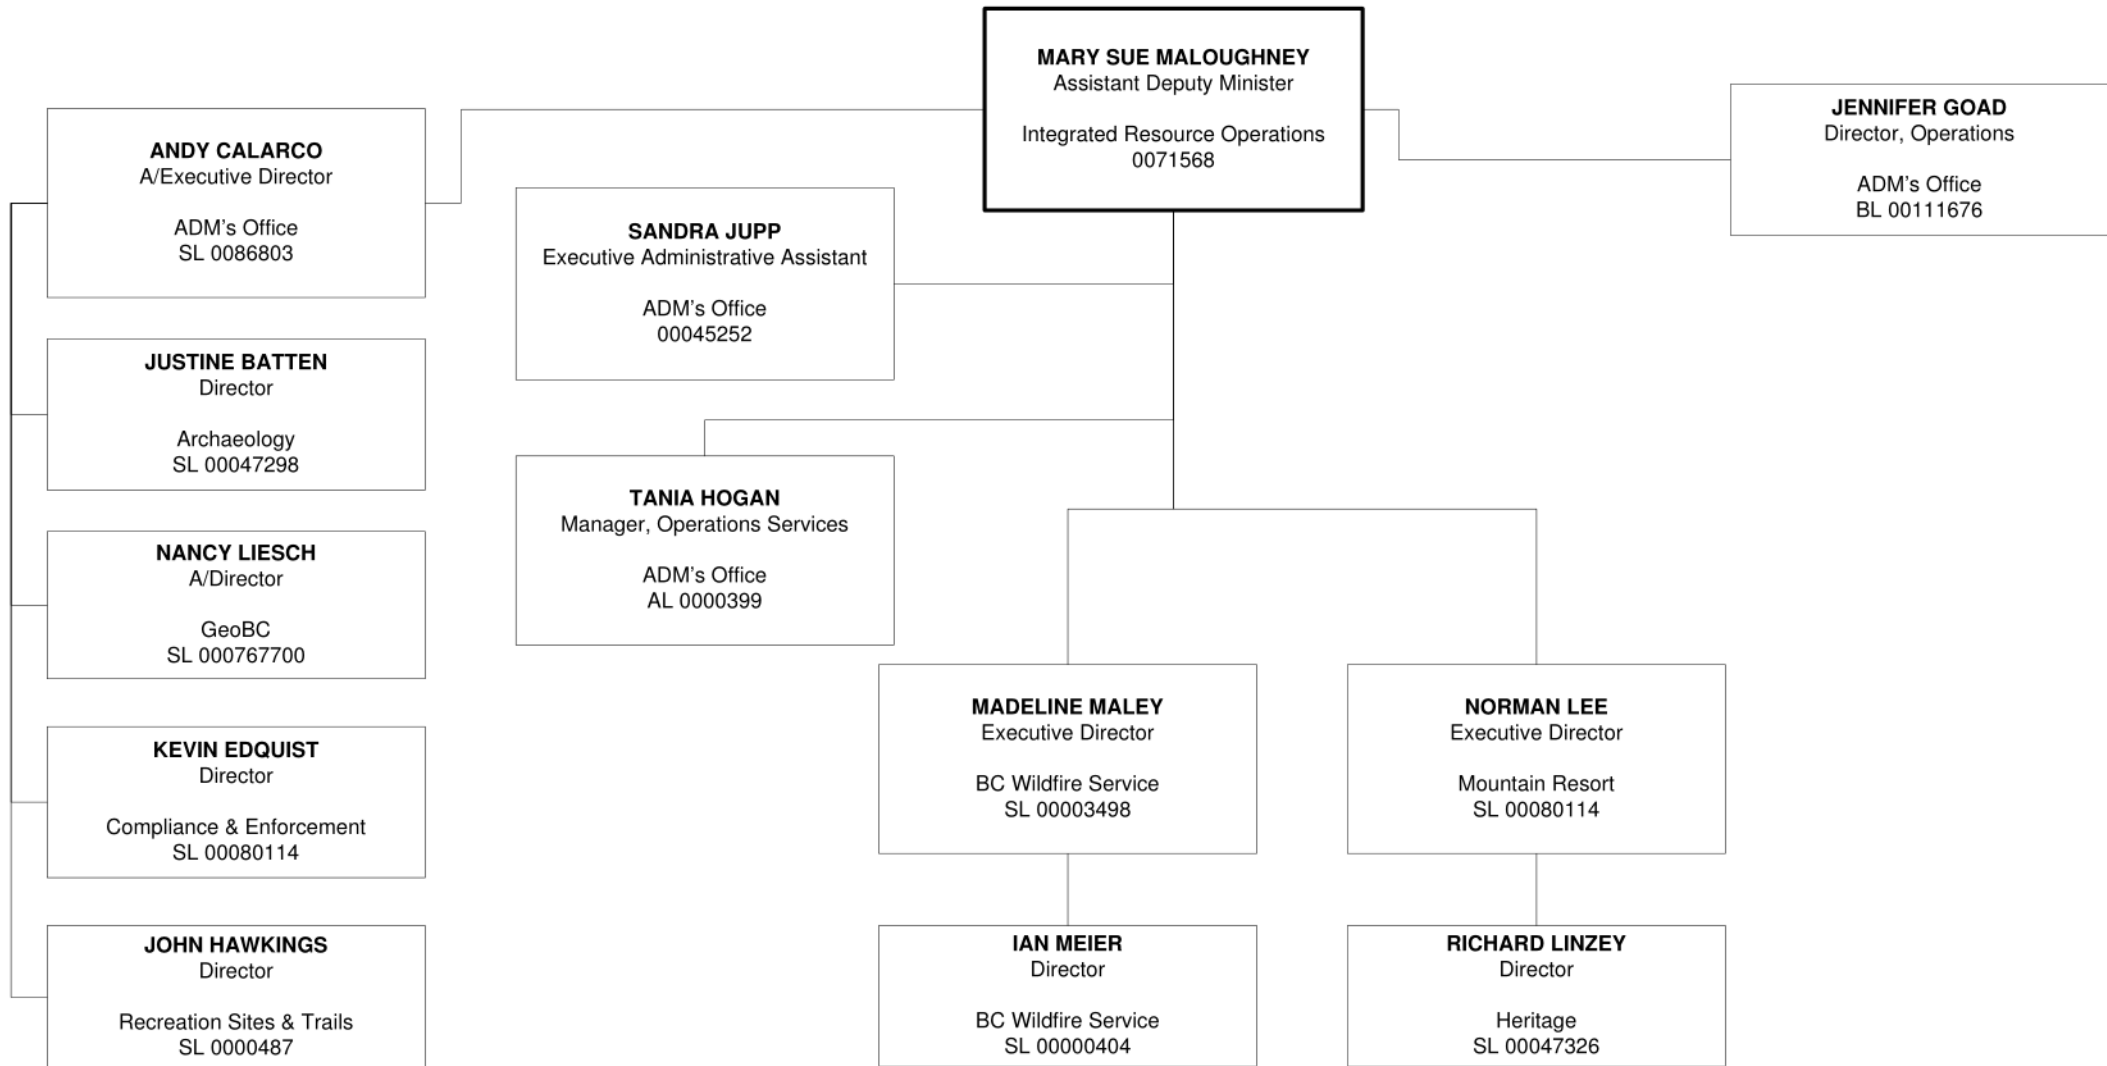 MARY SUE MALOUGHNEY
Assistant Deputy Minister
Integrated Resource Operations
0071568
JENNIFER GOAD
Director, Operations
ADM's Office
BL 00111676
ANDY CALARCO
A/Executive Director
ADM's Office
SL 0086803
SANDRA JUPP
Executive Administrative Assistant
ADM's Office
00045252
JUSTINE BATTEN
Director
Archaeology
SL 00047298
TANIA HOGAN
Manager, Operations Services
ADM's Office
AL 0000399
NANCY LIESCH
A/Director
GeoBC
SL 000767700
MADELINE MALEY
Executive Director
BC Wildfire Service
SL 00003498
NORMAN LEE
Executive Director
Mountain Resort
SL 00080114
KEVIN EDQUIST
Director
Compliance & Enforcement
SL 00080114
JOHN HAWKINGS
Director
Recreation Sites & Trails
SL 0000487
IAN MEIER
Director
BC Wildfire Service
SL 00000404
RICHARD LINZEY
Director
Heritage
SL 00047326